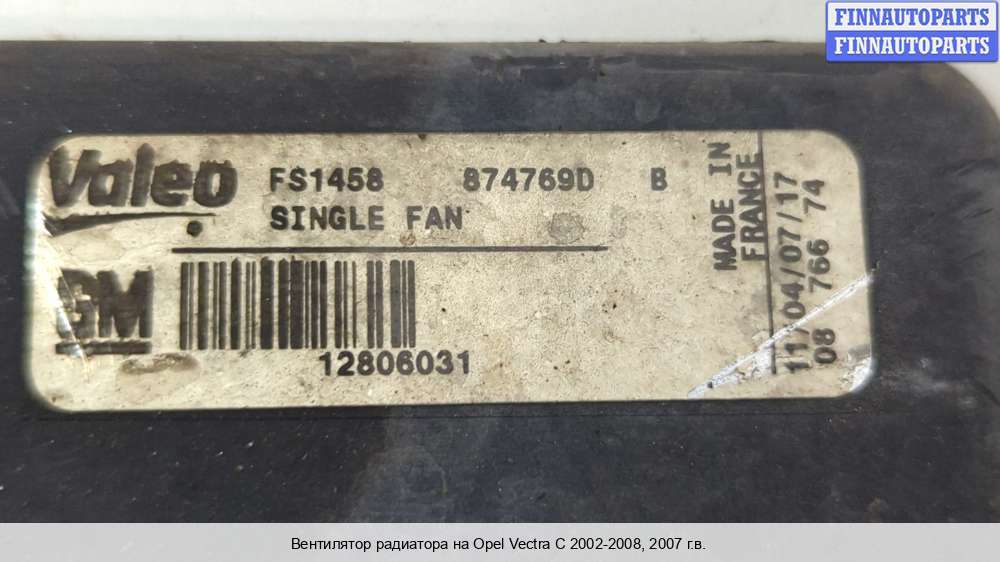 FINNAUTOPARTS
FINNAUTOPARTS
Valeo FS1458 874769D B
SINGLE FAN
GM
12806031
MADE IN
FRANCE
11/04/07/17
08 766 74
Вентилятор радиатора на Opel Vectra C 2002-2008, 2007 г.в.